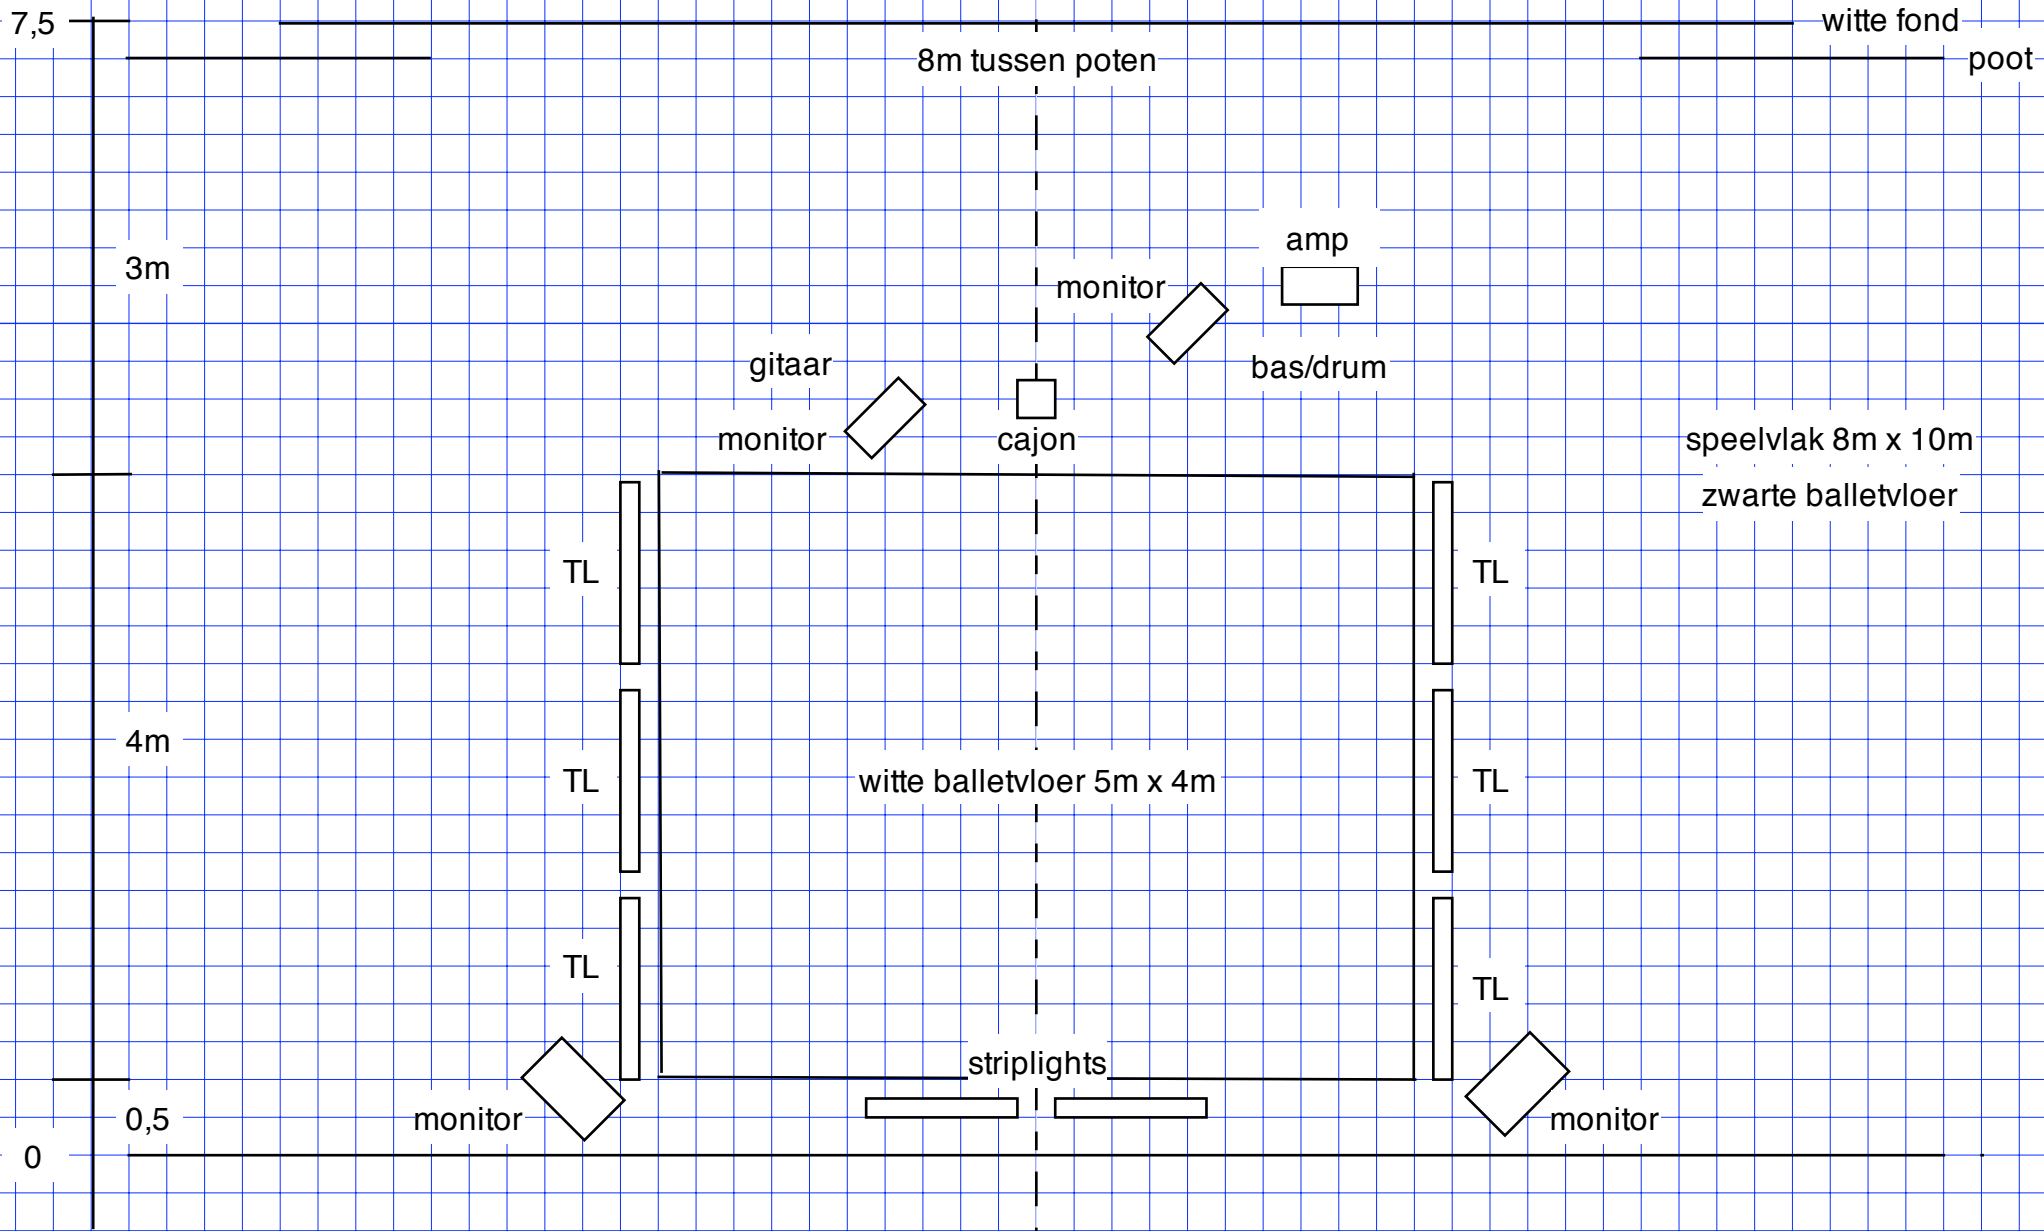 7,5
witte fond
8m tussen poten
poot
amp
3m
monitor
gitaar
bas/drum
monitor
cajon
speelvlak 8m x 10m
zwarte balletvloer
TL
TL
4m
TL
witte balletvloer 5m x 4m
TL
TL
TL
striplights
0,5
monitor
monitor
0